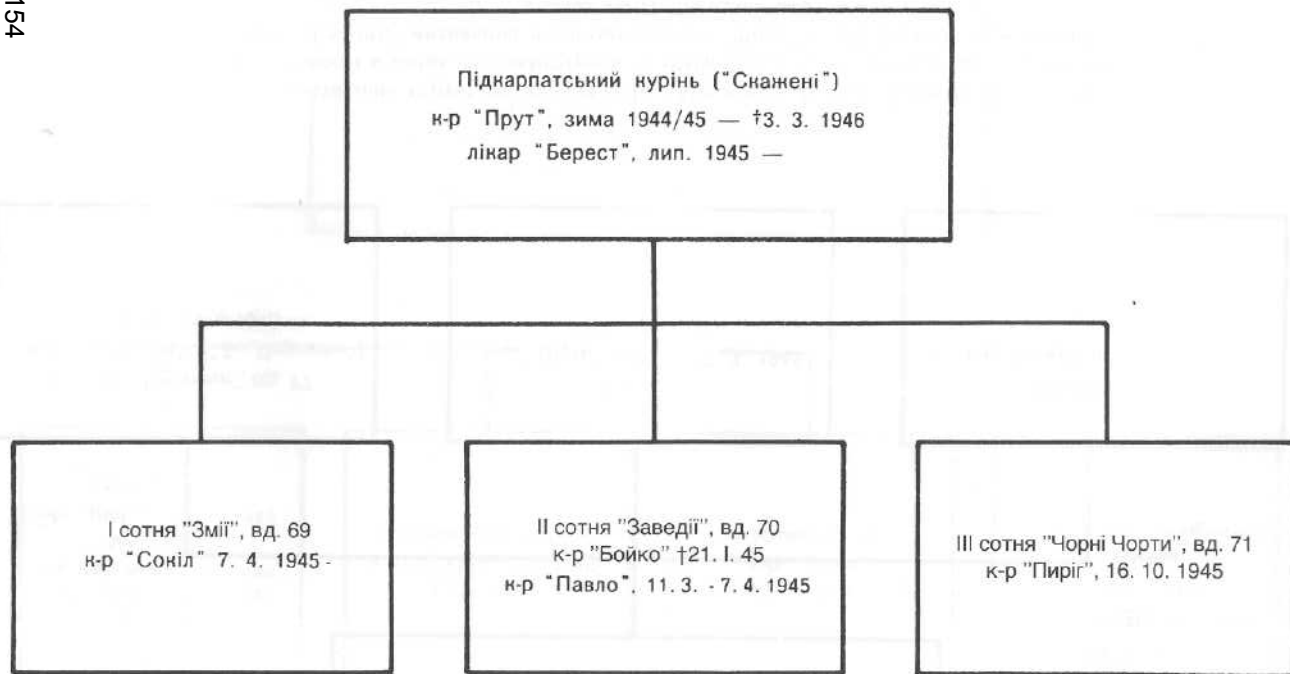 154
Підкарпатський курінь ("Скажені")
к-р "Прут", зима 1944/45 — †3. 3. 1946
лікар "Берест", лип. 1945 —
І сотня "Змії", вд. 69
к-р "Сокіл" 7. 4. 1945 -
ІІ сотня "Заведії", вд. 70
к-р "Бойко" †21. І. 45
к-р "Павло", 11. 3. - 7. 4. 1945
ІІІ сотня "Чорні Чорти", вд. 71
к-р "Пиріг", 16. 10. 1945